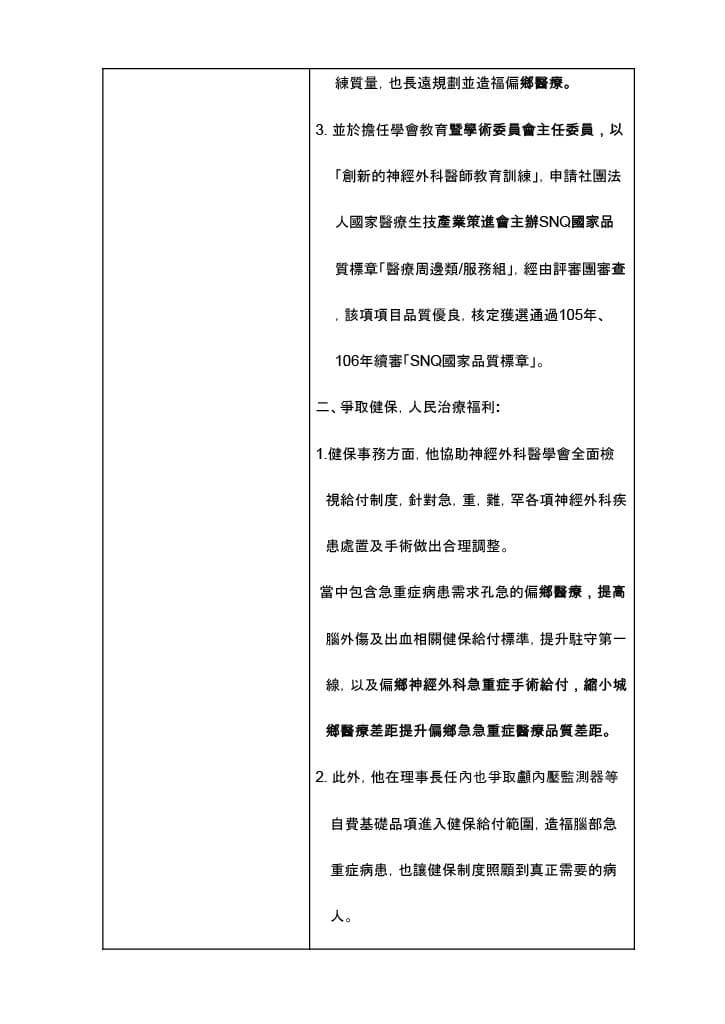 練質量, 也長遠規劃並造福偏鄉醫療。
3. 並於擔任學會教育暨學術委員會主任委員，以
「創新的神經外科醫師教育訓練」, 申請社團法
人國家醫療生技產業策進會主辦SNQ國家品
質標章「醫療周邊類/服務組」, 經由評審團審查
, 該項項目品質優良, 核定獲選通過105年、
106年續審「SNQ國家品質標章」。
二、爭取健保, 人民治療福利:
1.健保事務方面, 他協助神經外科醫學會全面檢
視給付制度, 針對急, 重, 難, 罕各項神經外科疾
患處置及手術做出合理調整。
當中包含急重症病患需求孔急的偏鄉醫療，提高
腦外傷及出血相關健保給付標準, 提升駐守第一
線, 以及偏鄉神經外科急重症手術給付，縮小城
鄉醫療差距提升偏鄉急急重症醫療品質差距。
2. 此外, 他在理事長任內也爭取顱內壓監測器等
自費基礎品項進入健保給付範圍, 造福腦部急
重症病患, 也讓健保制度照顧到真正需要的病
人。